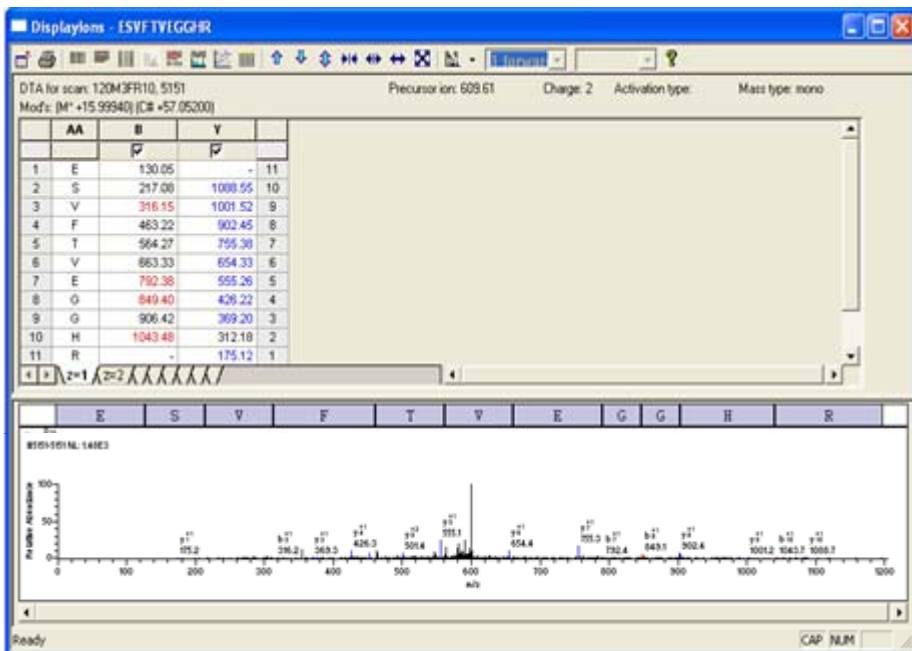 DisplayIons - ESVFTVEGGHR
DTA for scan: 120M3FR10, 5151 Precursor ion: 609.61 Charge: 2 Activation type: Mass type: mono
Mod's: (M* +15.99940) (C# +57.05200)
AA B Y
1 E 130.05 - 11
2 S 217.08 1088.55 10
3 V 316.15 1001.52 9
4 F 463.22 902.45 8
5 T 564.27 755.38 7
6 V 663.33 654.33 6
7 E 792.38 555.26 5
8 G 849.40 426.22 4
9 G 906.42 369.20 3
10 H 1043.48 312.18 2
11 R - 175.12 1
z=1 z=2
E S V F T V E G G H R
Relative Abundance
100
50
0
175.2 316.2 369.3 426.3 501.4 555.1 654.4 755.3 792.4 849.1 902.4 1001.2 1043.7 1088.7
0 100 200 300 400 500 600 700 800 900 1000 1100 1200
m/z
Ready CAP NUM